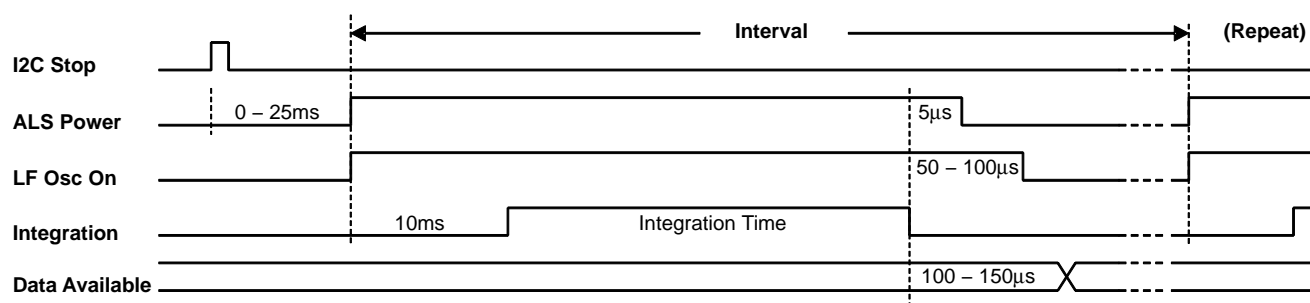 Interval
(Repeat)
I2C Stop
0 – 25ms
5μs
ALS Power
50 – 100μs
LF Osc On
10ms
Integration Time
Integration
100 – 150μs
Data Available